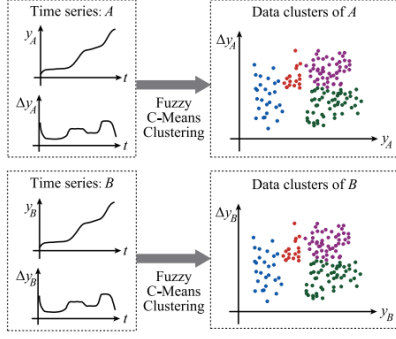 Time series: A
y_A
t
Δy_A
t
Fuzzy
C-Means
Clustering
Data clusters of A
Δy_A
y_A
Time series: B
y_B
t
Δy_B
t
Fuzzy
C-Means
Clustering
Data clusters of B
Δy_B
y_B